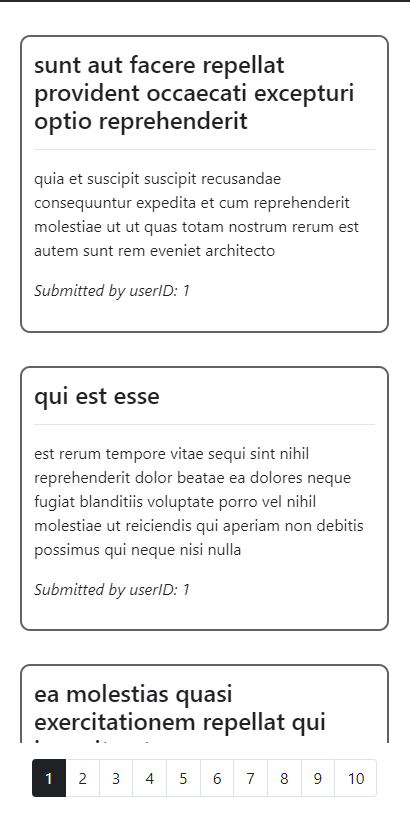 sunt aut facere repellat
provident occaecati excepturi
optio reprehenderit
quia et suscipit suscipit recusandae
consequuntur expedita et cum reprehenderit
molestiae ut ut quas totam nostrum rerum est
autem sunt rem eveniet architecto
Submitted by userID: 1
qui est esse
est rerum tempore vitae sequi sint nihil
reprehenderit dolor beatae ea dolores neque
fugiat blanditiis voluptate porro vel nihil
molestiae ut reiciendis qui aperiam non debitis
possimus qui neque nisi nulla
Submitted by userID: 1
ea molestias quasi
exercitationem repellat qui
1 2 3 4 5 6 7 8 9 10